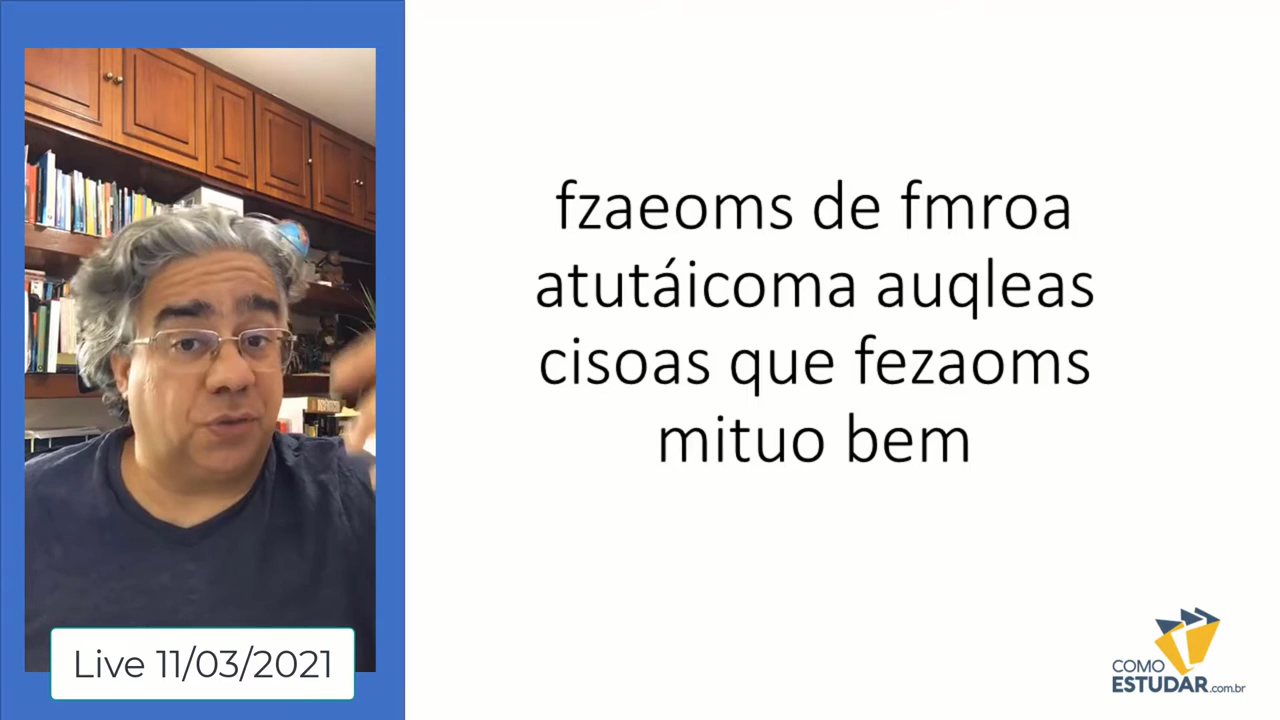 fzaeoms de fmroa
atutáicoma auqleas
cisoas que fezaoms
mituo bem
Live 11/03/2021
COMO
ESTUDAR.com.br